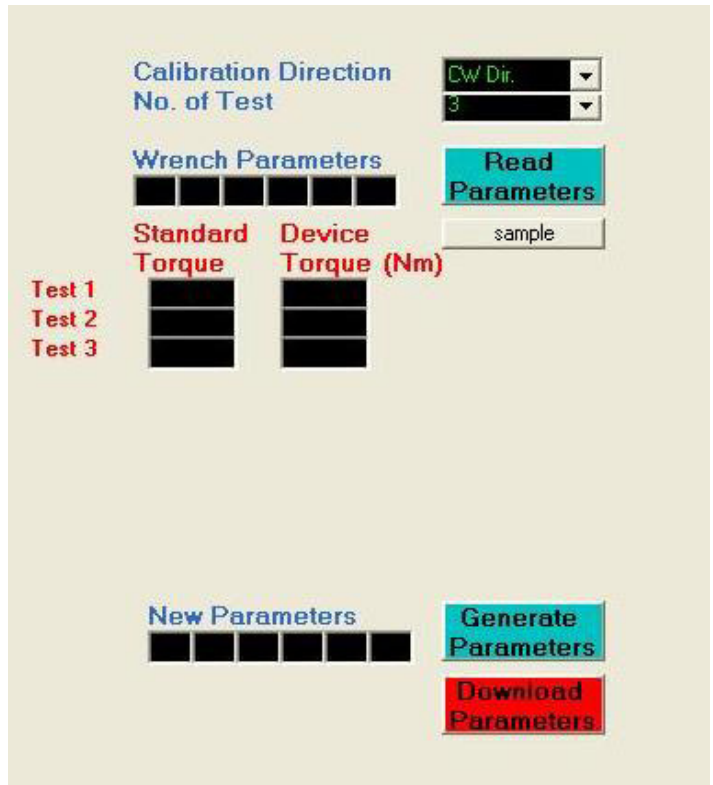 Calibration Direction CW Dir.
No. of Test 3
Wrench Parameters Read
Parameters
Standard Device sample
Torque Torque (Nm)
Test 1
Test 2
Test 3
New Parameters Generate
Parameters
Download
Parameters